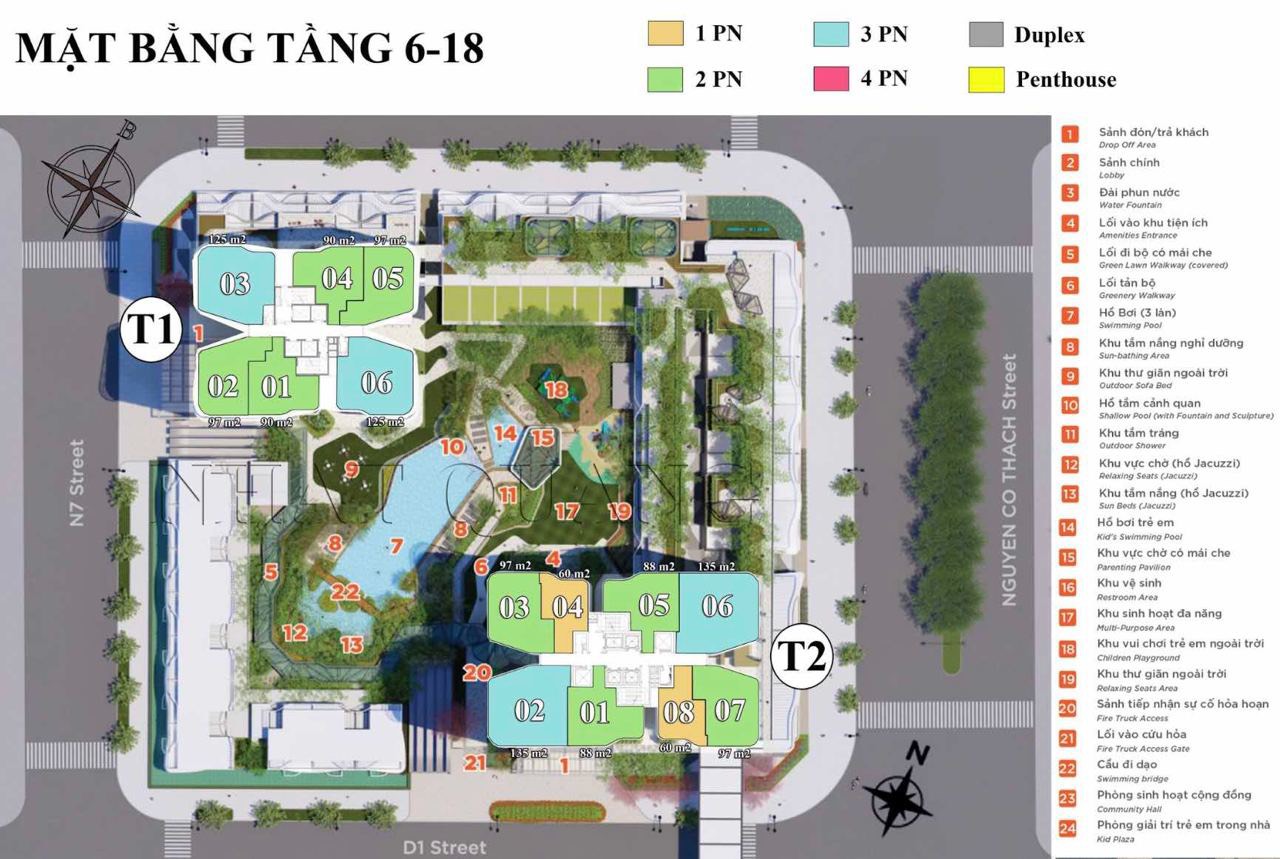 MẶT BẰNG TẦNG 6-18
1 PN
3 PN
Duplex
2 PN
4 PN
Penthouse
B
125 m2
90 m2
97 m2
03
04
05
T1
1
02
01
06
97 m2
90 m2
125 m2
18
14
15
10
9
11
17
19
NHAT QUANG
8
8
7
5
6
4
22
12
13
97 m2
60 m2
88 m2
135 m2
03
04
05
06
T2
20
02
01
08
07
135 m2
88 m2
60 m2
97 m2
21
1
N
N7 Street
D1 Street
NGUYEN CO THACH Street
1 Sảnh đón/trả khách
Drop Off Area
2 Sảnh chính
Lobby
3 Đài phun nước
Water Fountain
4 Lối vào khu tiện ích
Amenities Entrance
5 Lối đi bộ có mái che
Green Lawn Walkway (covered)
6 Lối tản bộ
Greenery Walkway
7 Hồ Bơi (3 làn)
Swimming Pool
8 Khu tắm nắng nghỉ dưỡng
Sun-bathing Area
9 Khu thư giãn ngoài trời
Outdoor Sofa Bed
10 Hồ tắm cảnh quan
Shallow Pool (with Fountain and Sculpture)
11 Khu tắm tráng
Outdoor Shower
12 Khu vực chờ (hồ Jacuzzi)
Relaxing Seats (Jacuzzi)
13 Khu tắm nắng (hồ Jacuzzi)
Sun Beds (Jacuzzi)
14 Hồ bơi trẻ em
Kid's Swimming Pool
15 Khu vực chờ có mái che
Parenting Pavilion
16 Khu vệ sinh
Restroom Area
17 Khu sinh hoạt đa năng
Multi-Purpose Area
18 Khu vui chơi trẻ em ngoài trời
Children Playground
19 Khu thư giãn ngoài trời
Relaxing Seats Area
20 Sảnh tiếp nhận sự cố hỏa hoạn
Fire Truck Access
21 Lối vào cứu hỏa
Fire Truck Access Gate
22 Cầu đi dạo
Swimming bridge
23 Phòng sinh hoạt cộng đồng
Community Hall
24 Phòng giải trí trẻ em trong nhà
Kid Plaza